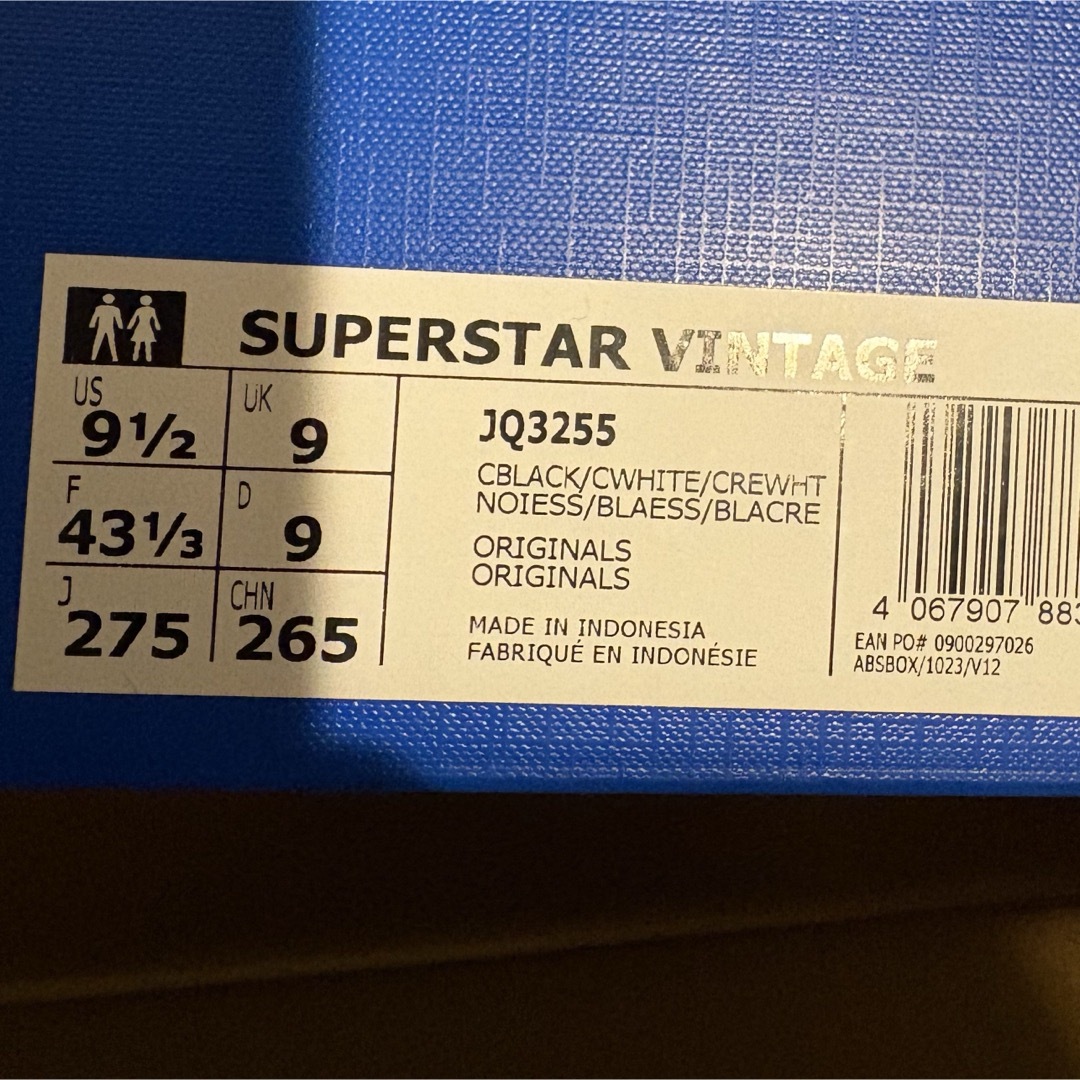 SUPERSTAR VINTAGE
US
9½
UK
9
F
43⅓
D
9
J
275
CHN
265
JQ3255
CBLACK/CWHITE/CREWHT
NOIESS/BLAESS/BLACRE
ORIGINALS
ORIGINALS
MADE IN INDONESIA
FABRIQUÉ EN INDONÉSIE
4 067907 883
EAN PO# 0900297026
ABSBOX/1023/V12